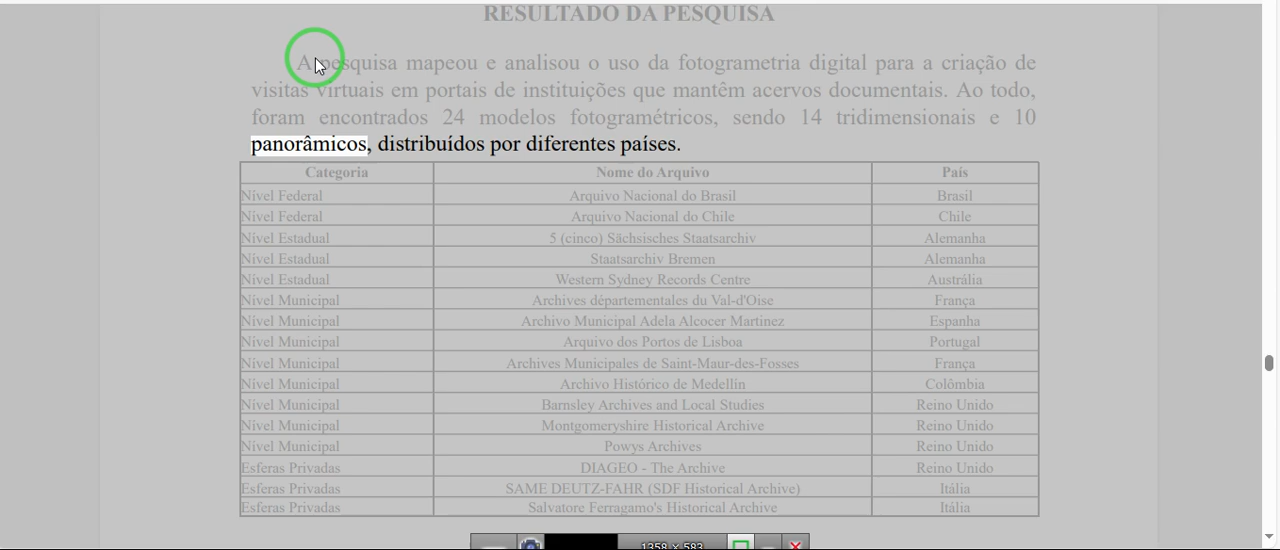 RESULTADO DA PESQUISA
A pesquisa mapeou e analisou o uso da fotogrametria digital para a criação de
visitas virtuais em portais de instituições que mantêm acervos documentais. Ao todo,
foram encontrados 24 modelos fotogramétricos, sendo 14 tridimensionais e 10
panorâmicos, distribuídos por diferentes países.
Categoria Nome do Arquivo País
Nível Federal Arquivo Nacional do Brasil Brasil
Nível Federal Arquivo Nacional do Chile Chile
Nível Estadual 5 (cinco) Sächsisches Staatsarchiv Alemanha
Nível Estadual Staatsarchiv Bremen Alemanha
Nível Estadual Western Sydney Records Centre Austrália
Nível Municipal Archives départementales du Val-d'Oise França
Nível Municipal Archivo Municipal Adela Alcocer Martinez Espanha
Nível Municipal Arquivo dos Portos de Lisboa Portugal
Nível Municipal Archives Municipales de Saint-Maur-des-Fosses França
Nível Municipal Archivo Histórico de Medellín Colômbia
Nível Municipal Barnsley Archives and Local Studies Reino Unido
Nível Municipal Montgomeryshire Historical Archive Reino Unido
Nível Municipal Powys Archives Reino Unido
Esferas Privadas DIAGEO - The Archive Reino Unido
Esferas Privadas SAME DEUTZ-FAHR (SDF Historical Archive) Itália
Esferas Privadas Salvatore Ferragamo's Historical Archive Itália
1358 x 583